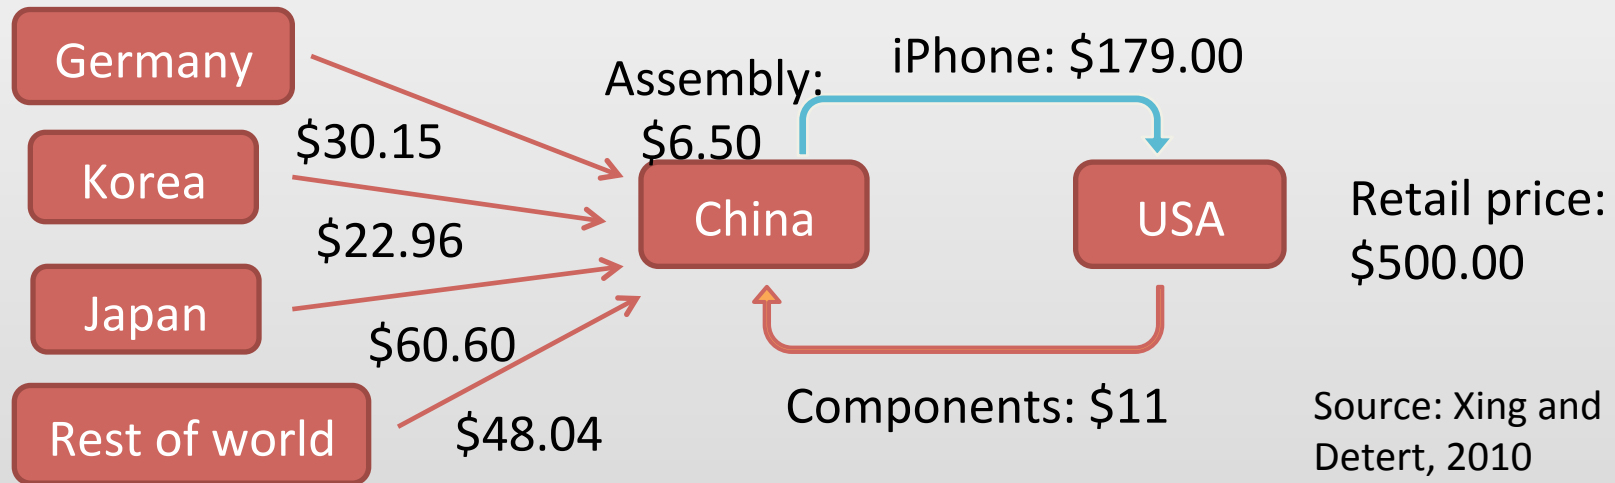 Germany
Korea
Japan
Rest of world
$30.15
$22.96
$60.60
$48.04
Assembly:
$6.50
China
iPhone: $179.00
USA
Components: $11
Retail price:
$500.00
Source: Xing and
Detert, 2010